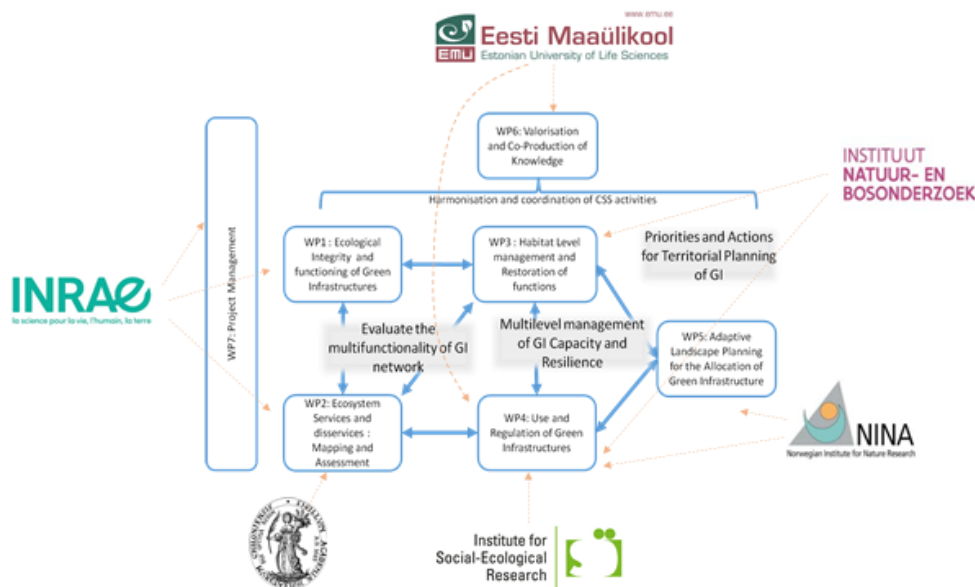 www.emu.ee
Eesti Maaülikool
EMU
Estonian University of Life Sciences
WP6: Valorisation
and Co-Production of
Knowledge
INSTITUUT
NATUUR- EN
BOSONDERZOEK
Harmonisation and coordination of CSS activities
WP7: Project Management
WP1 : Ecological
Integrity and
functioning of Green
Infrastructures
WP3 : Habitat Level
management and
Restoration of
functions
Priorities and Actions
for Territorial Planning
of GI
INRAE
la science pour la vie, l'humain, la terre
Evaluate the
multifunctionality of GI
network
Multilevel management
of GI Capacity and
Resilience
WP5: Adaptive
Landscape Planning
for the Allocation of
Green Infrastructure
WP2: Ecosystem
Services and
disservices :
Mapping and
Assessment
WP4: Use and
Regulation of Green
Infrastructures
NINA
Norwegian Institute for Nature Research
Institute for
Social-Ecological
Research